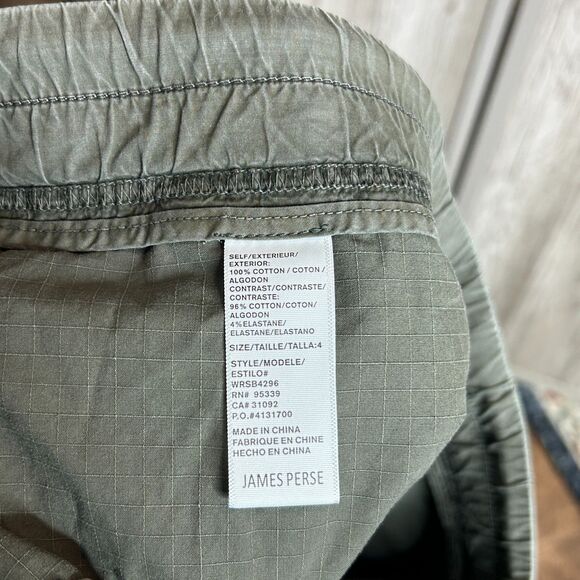 SELF/EXTERIEUR/
EXTERIOR:
100% COTTON / COTON /
ALGODON
CONTRAST/CONTRASTE/
CONTRASTE:
96% COTTON/COTON/
ALGODON
4%ELASTANE/
ELASTANE/ELASTANO
SIZE/TAILLE/TALLA:4
STYLE/MODELE/
ESTILO#
WRSB4296
RN# 95339
CA# 31092
P.O.#4131700
MADE IN CHINA
FABRIQUE EN CHINE
HECHO EN CHINA
JAMES PERSE